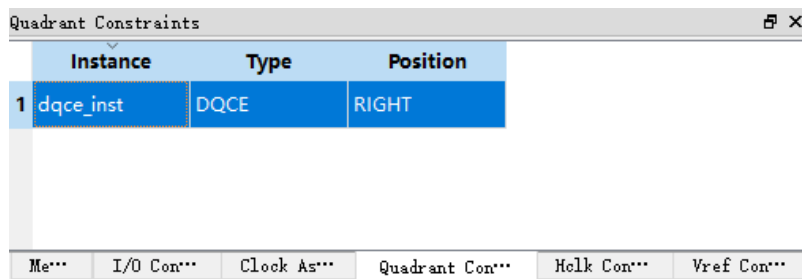 Quadrant Constraints
Instance Type Position
1 dqce_inst DQCE RIGHT
Me··· I/O Con··· Clock As··· Quadrant Con··· Hclk Con··· Vref Con···